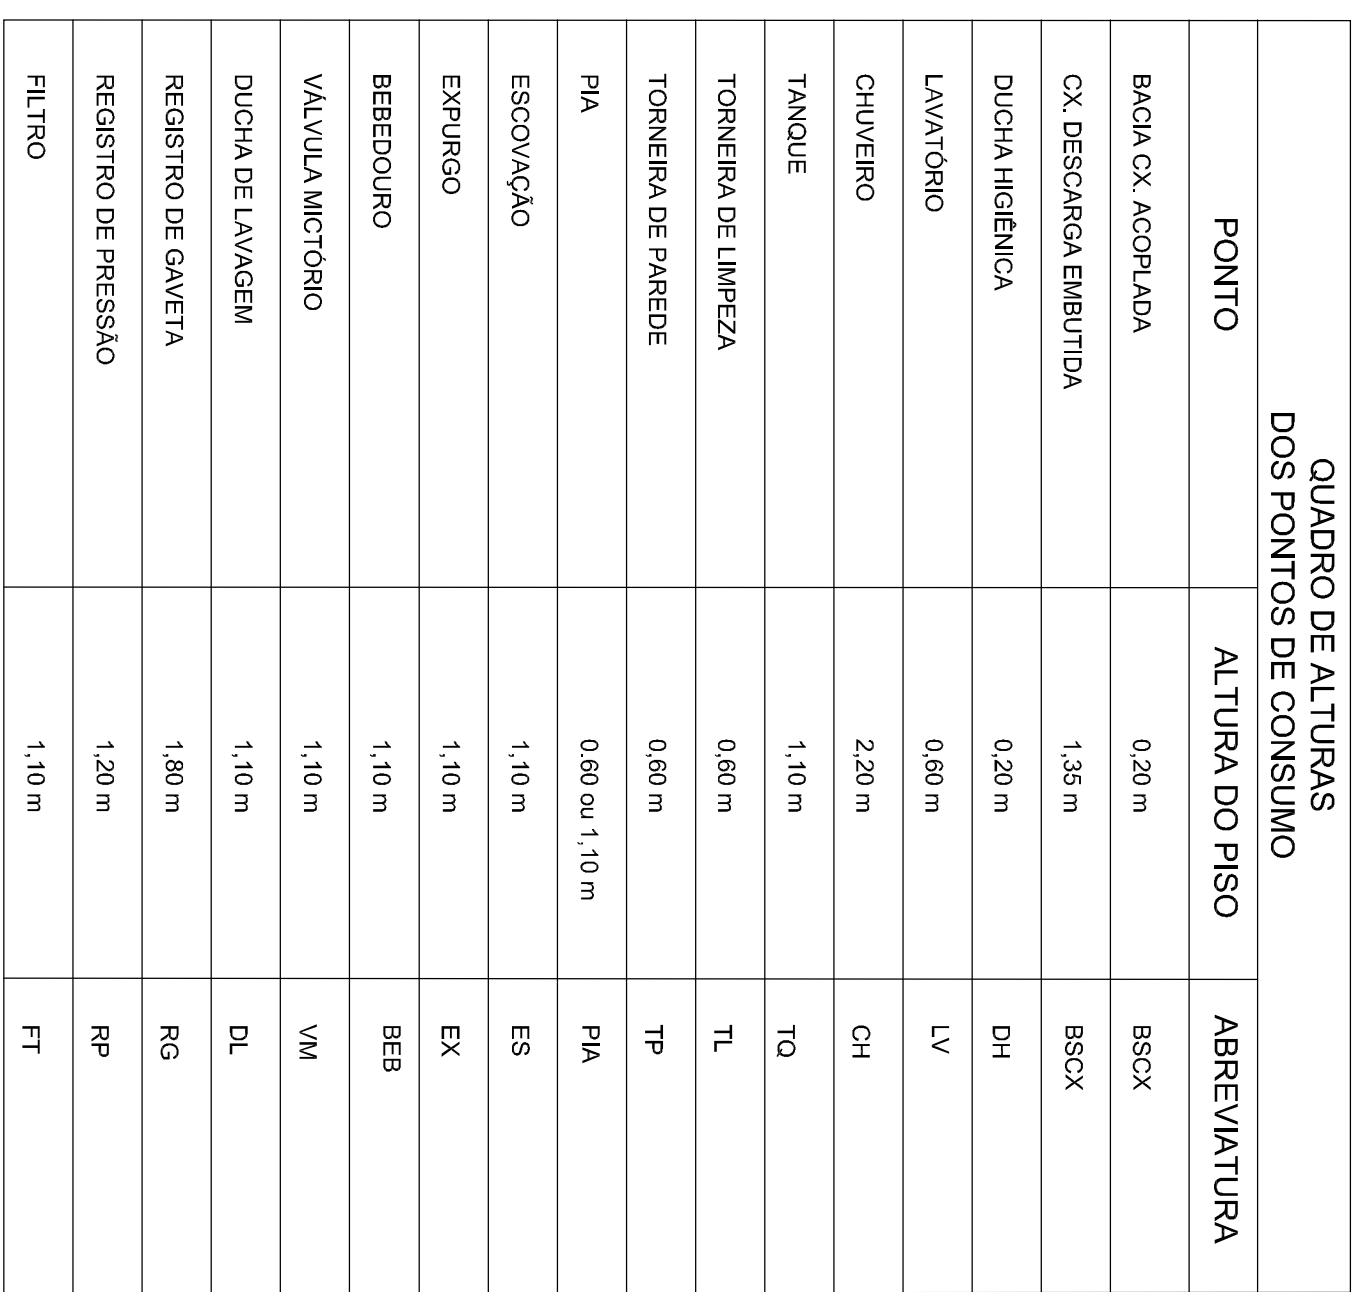 QUADRO DE ALTURAS
DOS PONTOS DE CONSUMO
PONTO ALTURA DO PISO ABREVIATURA
BACIA CX. ACOPLADA 0,20 m BSCX
CX. DESCARGA EMBUTIDA 1,35 m BSCX
DUCHA HIGIÊNICA 0,20 m DH
LAVATÓRIO 0,60 m LV
CHUVEIRO 2,20 m CH
TANQUE 1,10 m TQ
TORNEIRA DE LIMPEZA 0,60 m TL
TORNEIRA DE PAREDE 0,60 m TP
PIA 0.60 ou 1,10 m PIA
ESCOVAÇÃO 1,10 m ES
EXPURGO 1,10 m EX
BEBEDOURO 1,10 m BEB
VÁLVULA MICTÓRIO 1,10 m VM
DUCHA DE LAVAGEM 1,10 m DL
REGISTRO DE GAVETA 1,80 m RG
REGISTRO DE PRESSÃO 1,20 m RP
FILTRO 1,10 m FT